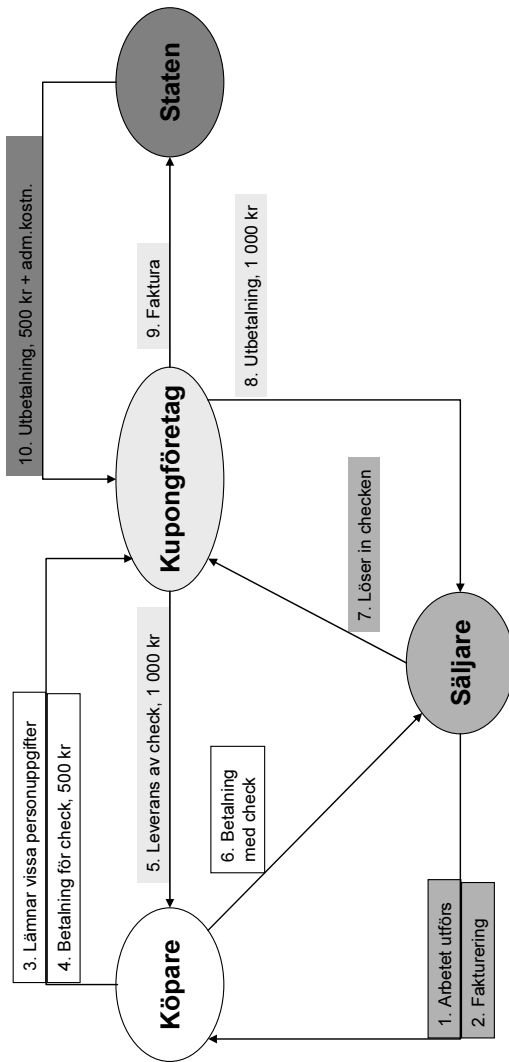 3. Lämnar vissa personuppgifter
4. Betalning för check, 500 kr
10. Utbetalning, 500 kr + adm.kostn.
Köpare
5. Leverans av check, 1 000 kr
Kupongföretag
9. Faktura
Staten
6. Betalning
med check
7. Löser in checken
8. Utbetalning, 1 000 kr
Säljare
1. Arbetet utförs
2. Fakturering